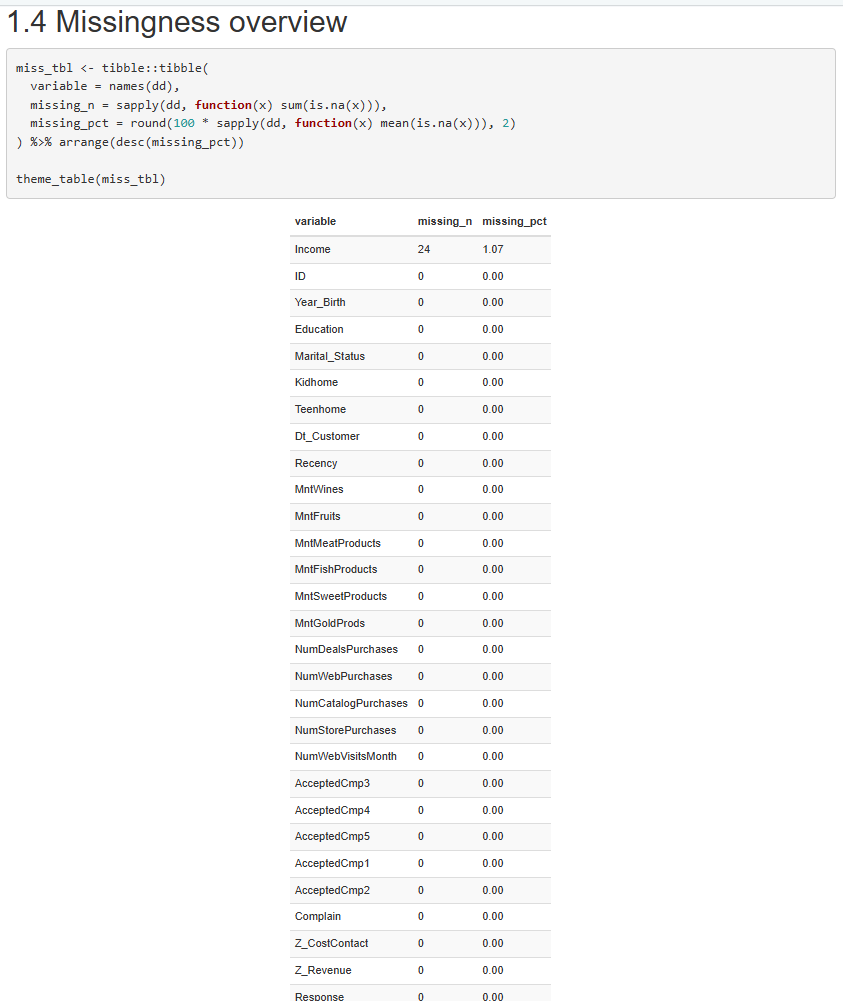 1.4 Missingness overview
miss_tbl <- tibble::tibble(
  variable = names(dd),
  missing_n = sapply(dd, function(x) sum(is.na(x))),
  missing_pct = round(100 * sapply(dd, function(x) mean(is.na(x))), 2)
) %>% arrange(desc(missing_pct))
theme_table(miss_tbl)
variable missing_n missing_pct
Income 24 1.07
ID 0 0.00
Year_Birth 0 0.00
Education 0 0.00
Marital_Status 0 0.00
Kidhome 0 0.00
Teenhome 0 0.00
Dt_Customer 0 0.00
Recency 0 0.00
MntWines 0 0.00
MntFruits 0 0.00
MntMeatProducts 0 0.00
MntFishProducts 0 0.00
MntSweetProducts 0 0.00
MntGoldProds 0 0.00
NumDealsPurchases 0 0.00
NumWebPurchases 0 0.00
NumCatalogPurchases 0 0.00
NumStorePurchases 0 0.00
NumWebVisitsMonth 0 0.00
AcceptedCmp3 0 0.00
AcceptedCmp4 0 0.00
AcceptedCmp5 0 0.00
AcceptedCmp1 0 0.00
AcceptedCmp2 0 0.00
Complain 0 0.00
Z_CostContact 0 0.00
Z_Revenue 0 0.00
Response 0 0.00